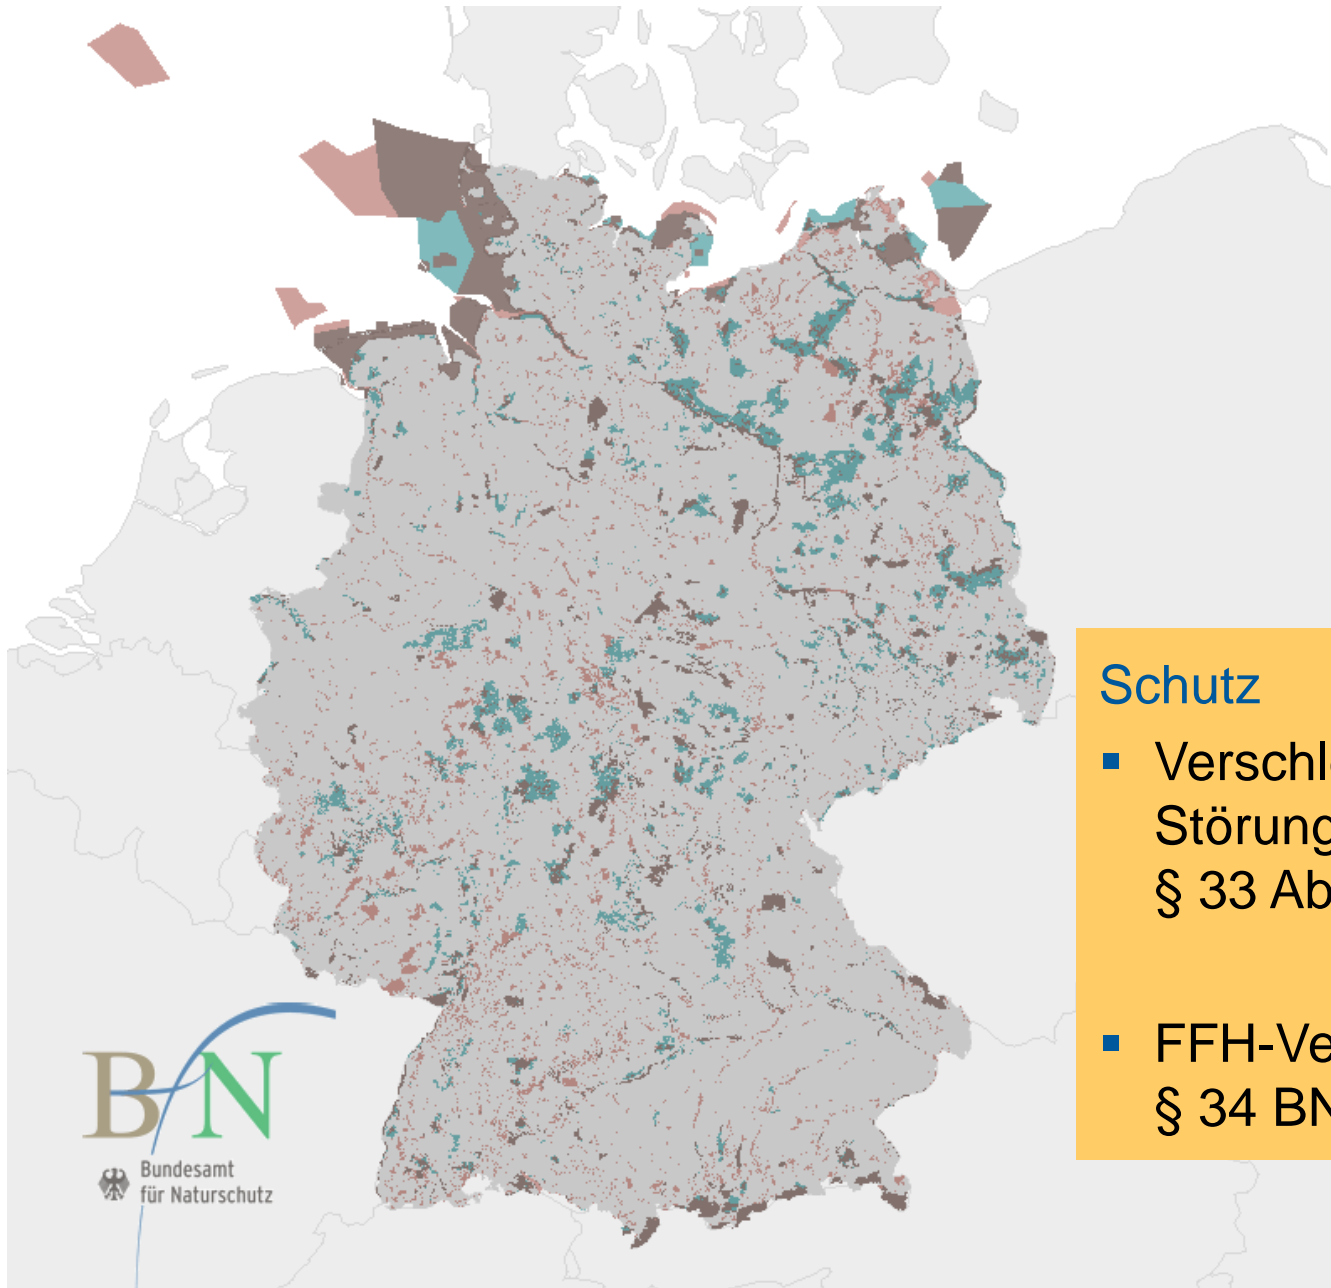 Schutz
▪ Verschl
Störung
§ 33 Ab
▪ FFH-Ve
§ 34 BN
BfN
Bundesamt
für Naturschutz